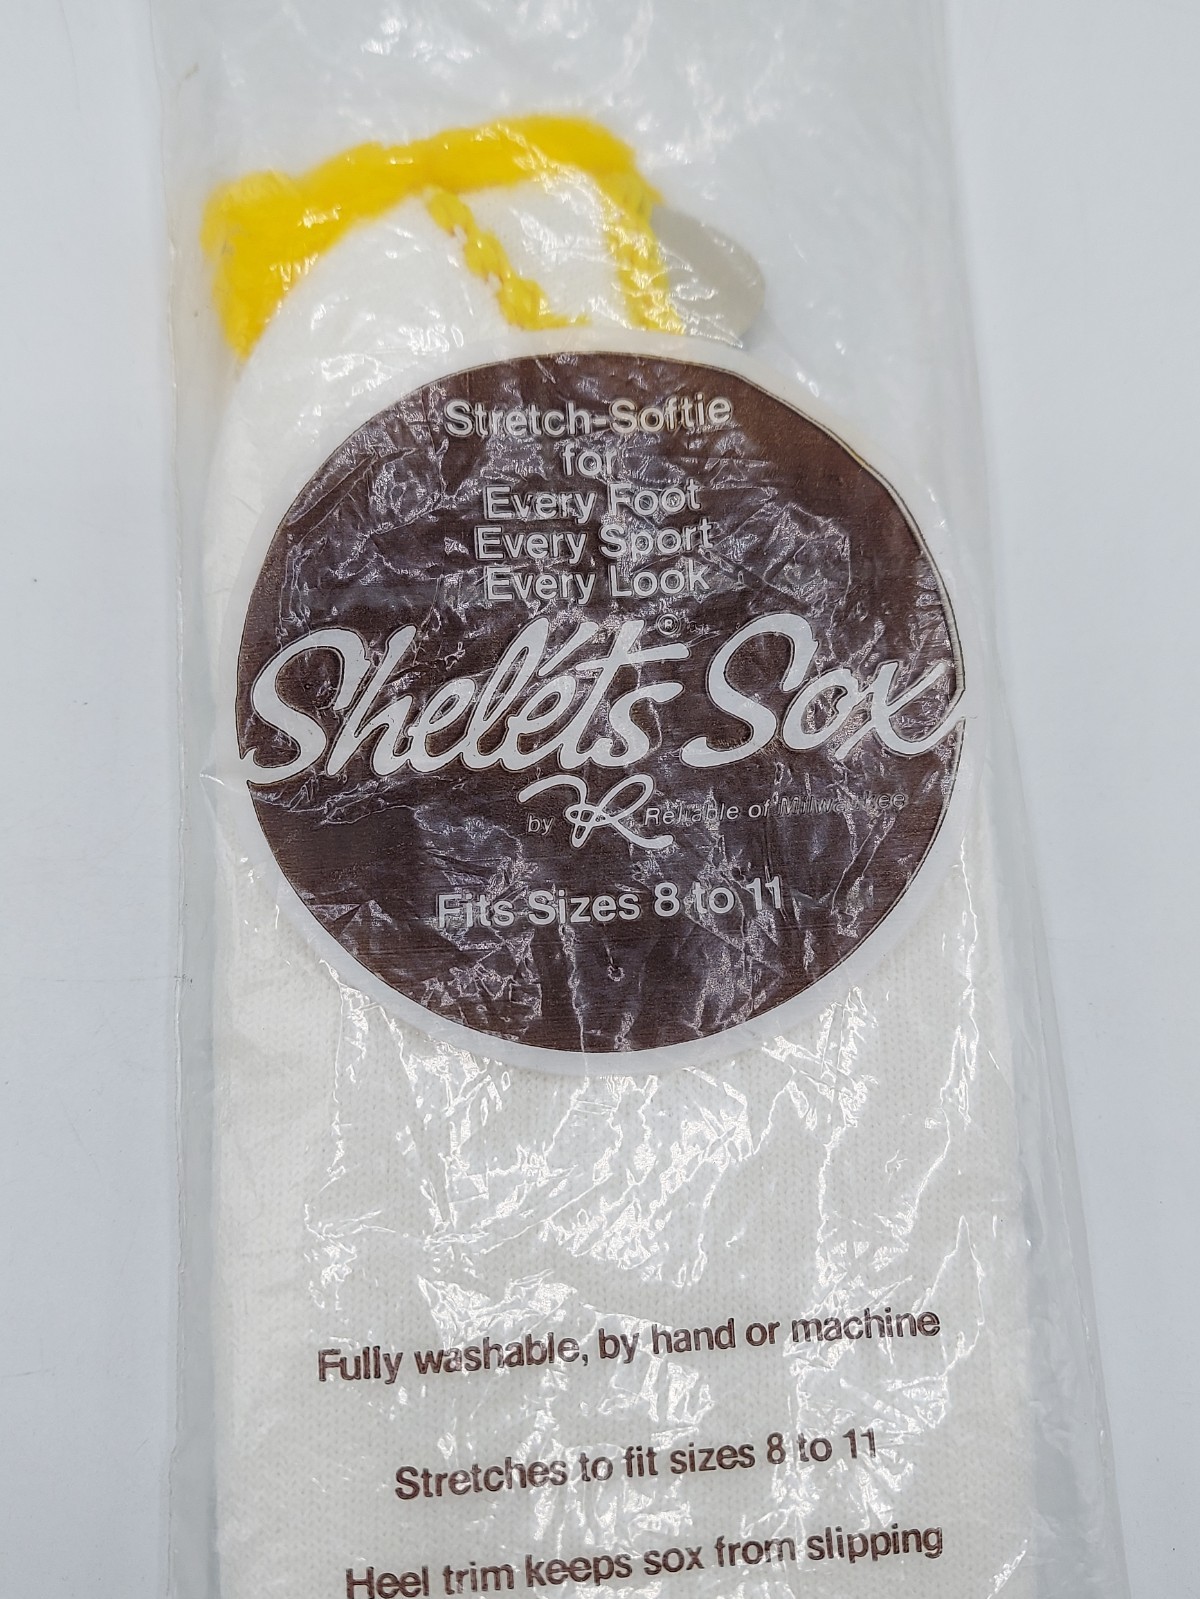 Stretch-Softie
for
Every Foot
Every Sport
Every Look
Sheléts® Sox
by R Reliable of Milwaukee
Fits Sizes 8 to 11
Fully washable, by hand or machine
Stretches to fit sizes 8 to 11
Heel trim keeps sox from slipping